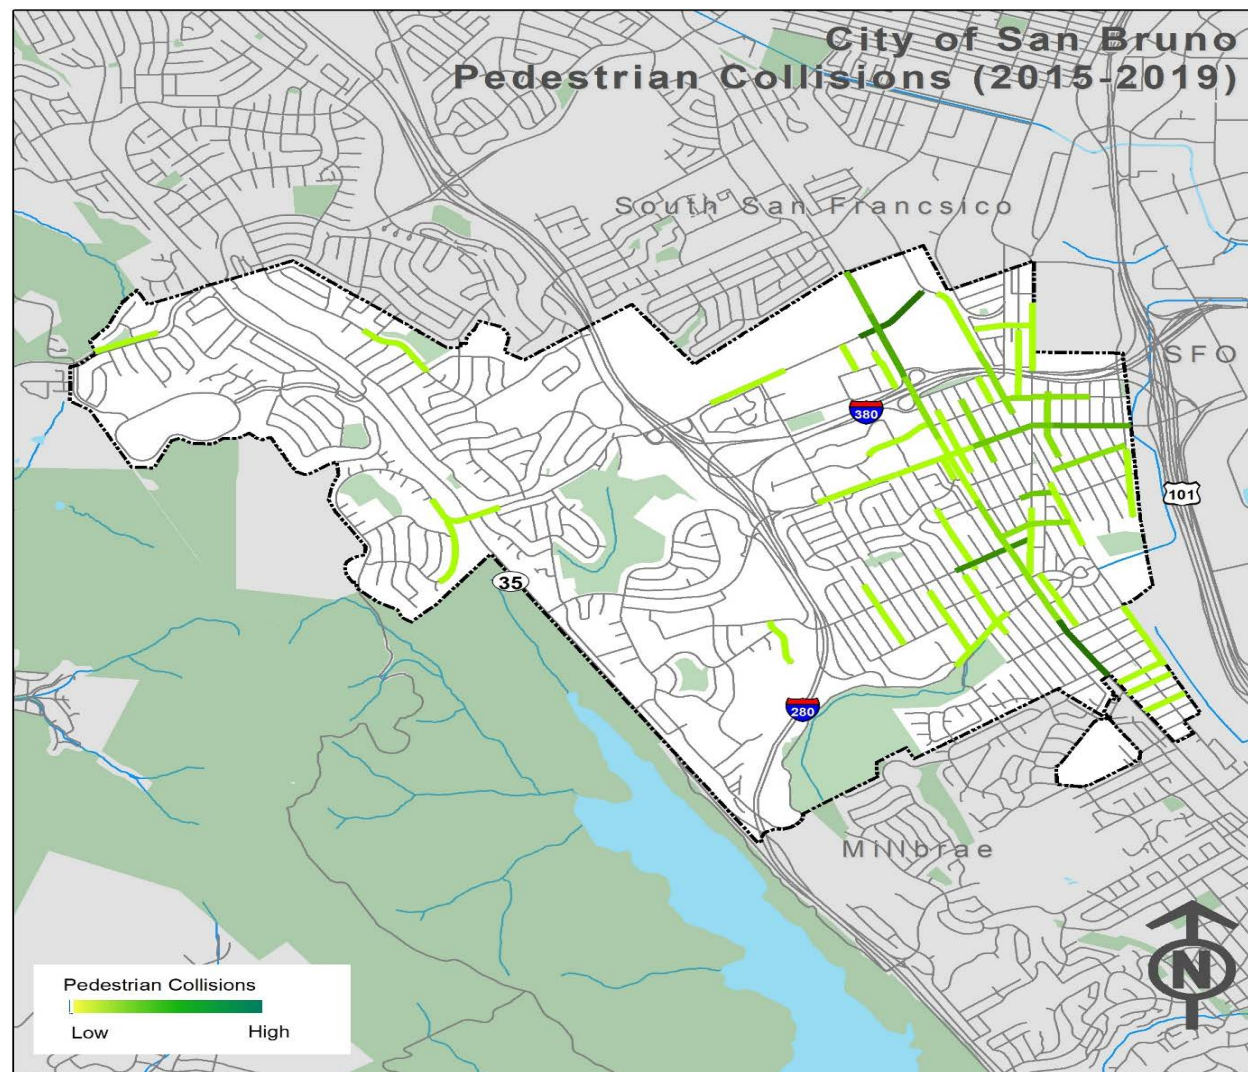 City of San Bruno
Pedestrian Collisions (2015-2019)
South San Francsico
SFO
380
101
35
280
Millbrae
N
Pedestrian Collisions
Low High